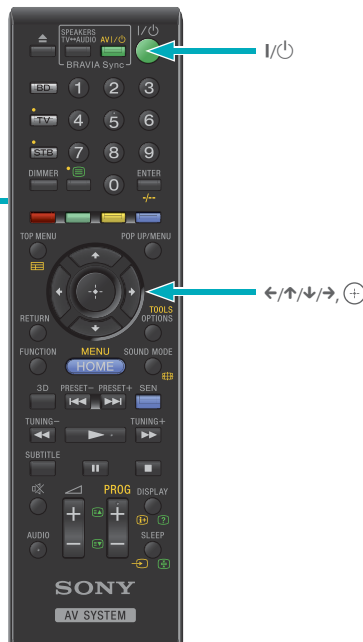 SPEAKERS
TV↔AUDIO AV I/⏻ I/⏻
BRAVIA Sync
I/⏻
BD 1 2 3
TV 4 5 6
STB 7 8 9
DIMMER 0 ENTER
-/--
TOP MENU POP UP/MENU
←/↑/↓/→,
TOOLS
RETURN OPTIONS
FUNCTION MENU SOUND MODE
HOME
3D PRESET– PRESET+ SEN
TUNING– TUNING+
SUBTITLE
PROG DISPLAY
+ +
?
AUDIO SLEEP
– –
SONY
AV SYSTEM